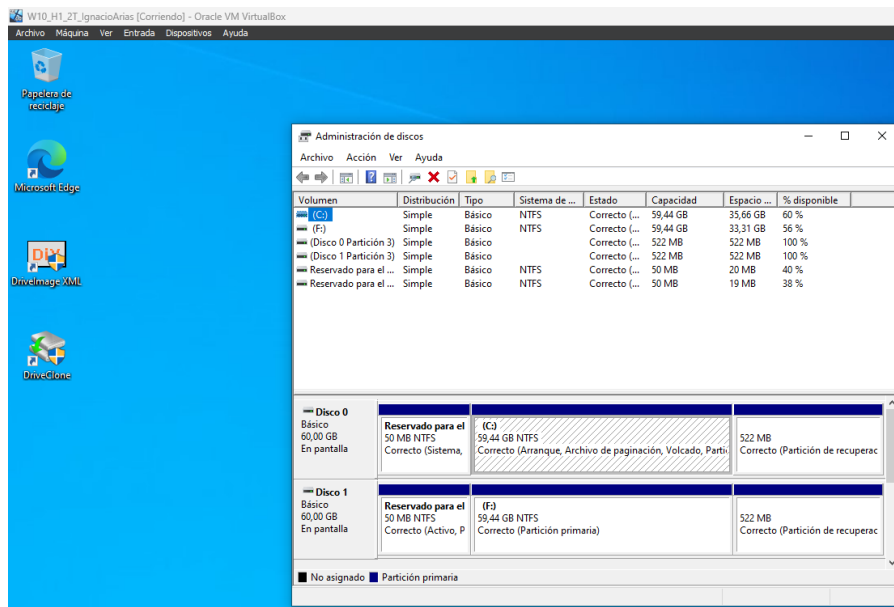 W10_H1_2T_IgnacioArias [Corriendo] - Oracle VM VirtualBox
Archivo Máquina Ver Entrada Dispositivos Ayuda
Papelera de
reciclaje
Microsoft Edge
DiX
DriveImage XML
DriveClone
Administración de discos
Archivo Acción Ver Ayuda
Volumen Distribución Tipo Sistema de ... Estado Capacidad Espacio ... % disponible
(C:) Simple Básico NTFS Correcto (... 59,44 GB 35,66 GB 60 %
(F:) Simple Básico NTFS Correcto (... 59,44 GB 33,31 GB 56 %
(Disco 0 Partición 3) Simple Básico Correcto (... 522 MB 522 MB 100 %
(Disco 1 Partición 3) Simple Básico Correcto (... 522 MB 522 MB 100 %
Reservado para el ... Simple Básico NTFS Correcto (... 50 MB 20 MB 40 %
Reservado para el ... Simple Básico NTFS Correcto (... 50 MB 19 MB 38 %
Disco 0
Básico
60,00 GB
En pantalla
Reservado para el
50 MB NTFS
Correcto (Sistema,
(C:)
59,44 GB NTFS
Correcto (Arranque, Archivo de paginación, Volcado, Parti
522 MB
Correcto (Partición de recuperac
Disco 1
Básico
60,00 GB
En pantalla
Reservado para el
50 MB NTFS
Correcto (Activo, P
(F:)
59,44 GB NTFS
Correcto (Partición primaria)
522 MB
Correcto (Partición de recuperac
No asignado Partición primaria